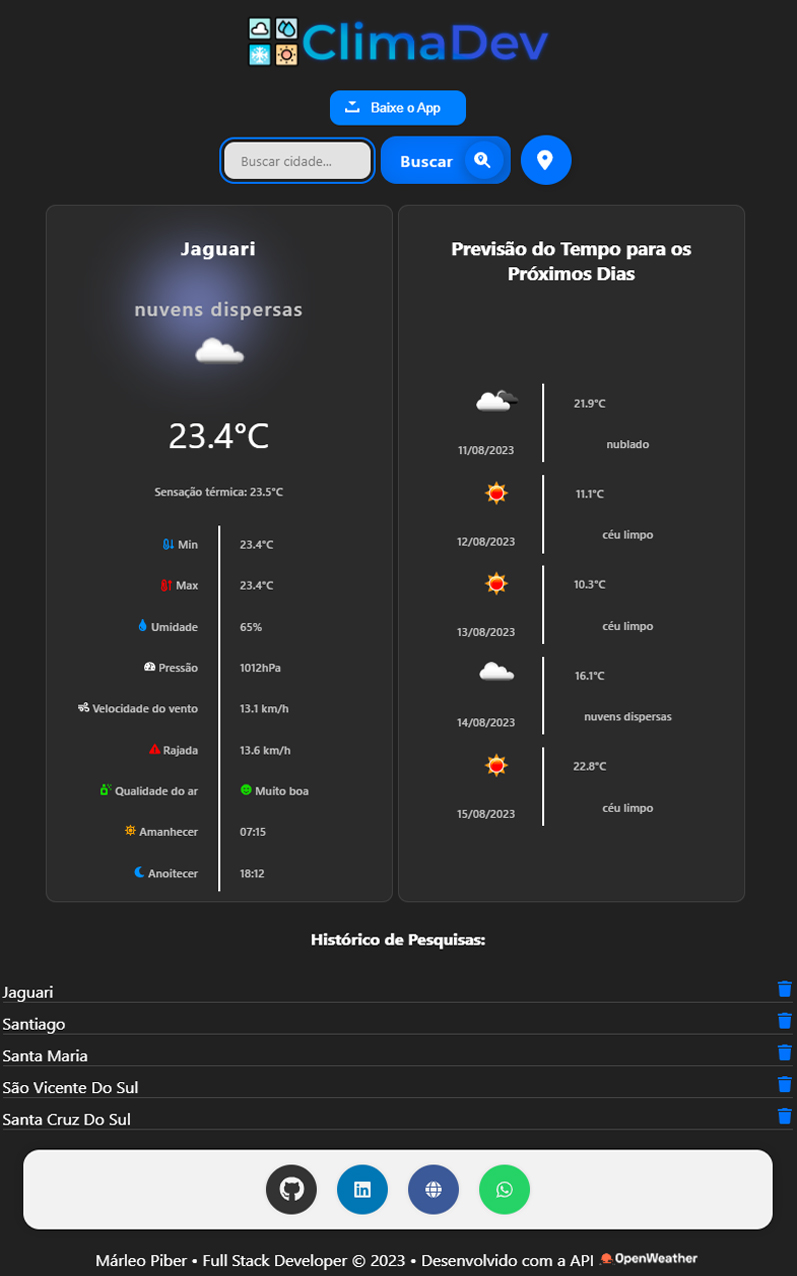 ClimaDev
Baixe o App
Buscar cidade...
Buscar
Jaguari
nuvens dispersas
23.4°C
Sensação térmica: 23.5°C
Min 23.4°C
Max 23.4°C
Umidade 65%
Pressão 1012hPa
Velocidade do vento 13.1 km/h
Rajada 13.6 km/h
Qualidade do ar Muito boa
Amanhecer 07:15
Anoitecer 18:12
Previsão do Tempo para os
Próximos Dias
21.9°C
11/08/2023 nublado
11.1°C
12/08/2023 céu limpo
10.3°C
13/08/2023 céu limpo
16.1°C
14/08/2023 nuvens dispersas
22.8°C
15/08/2023 céu limpo
Histórico de Pesquisas:
Jaguari
Santiago
Santa Maria
São Vicente Do Sul
Santa Cruz Do Sul
Márleo Piber • Full Stack Developer © 2023 • Desenvolvido com a API OpenWeather